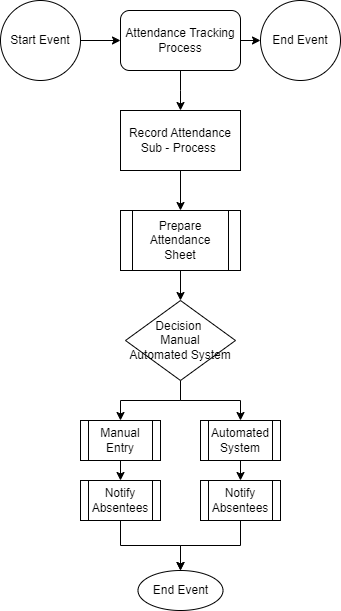 Start Event
Attendance Tracking
Process
End Event
Record Attendance
Sub - Process
Prepare
Attendance
Sheet
Decision
Manual
Automated System
Manual
Entry
Automated
System
Notify
Absentees
Notify
Absentees
End Event